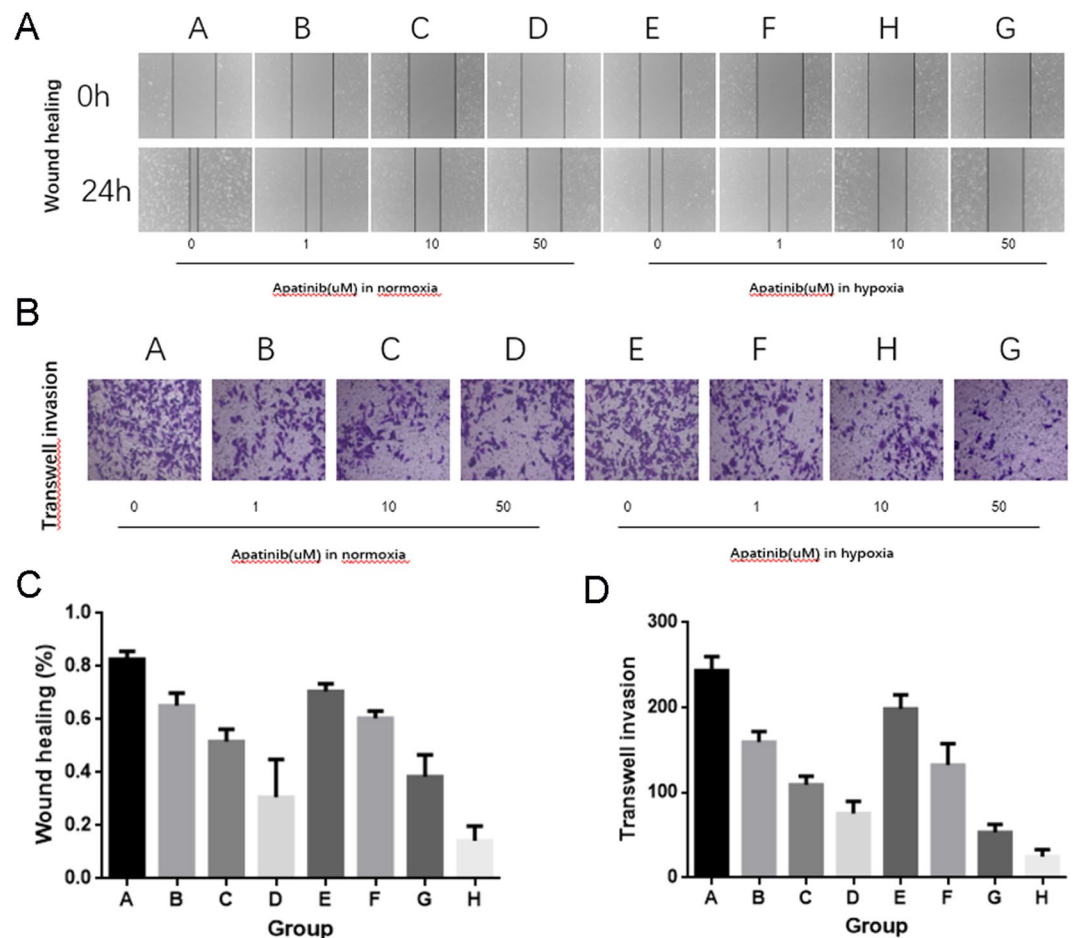 A
A B C D E F H G
Wound healing
0h
24h
0 1 10 50 0 1 10 50
Apatinib(uM) in normoxia Apatinib(uM) in hypoxia
B
A B C D E F H G
Transwell invasion
0 1 10 50 0 1 10 50
Apatinib(uM) in normoxia Apatinib(uM) in hypoxia
C
Wound healing (%)
1.0
0.8
0.6
0.4
0.2
0.0
A B C D E F G H
Group
D
Transwell invasion
300
200
100
0
A B C D E F G H
Group